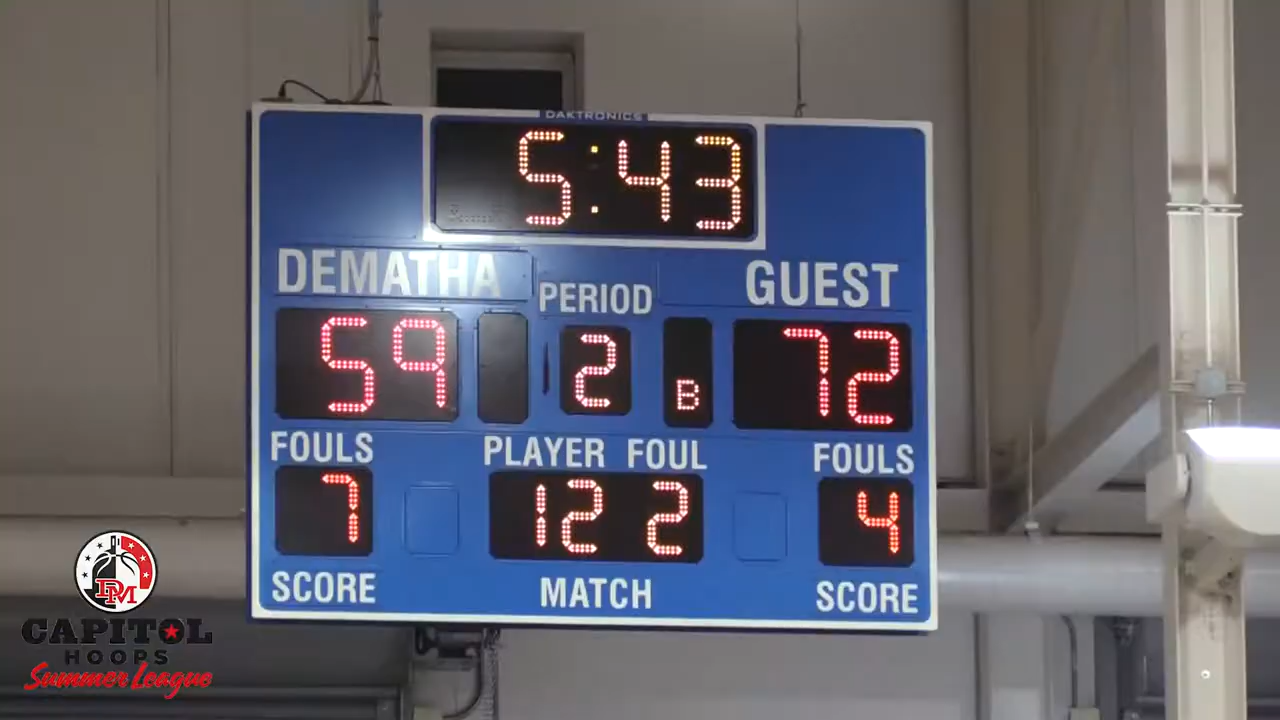 DAKTRONICS
5:43
DEMATHA
PERIOD
GUEST
59
2
B
72
FOULS
PLAYER FOUL
FOULS
7
12 2
4
SCORE
MATCH
SCORE
DM
CAPITOL
HOOPS
Summer League